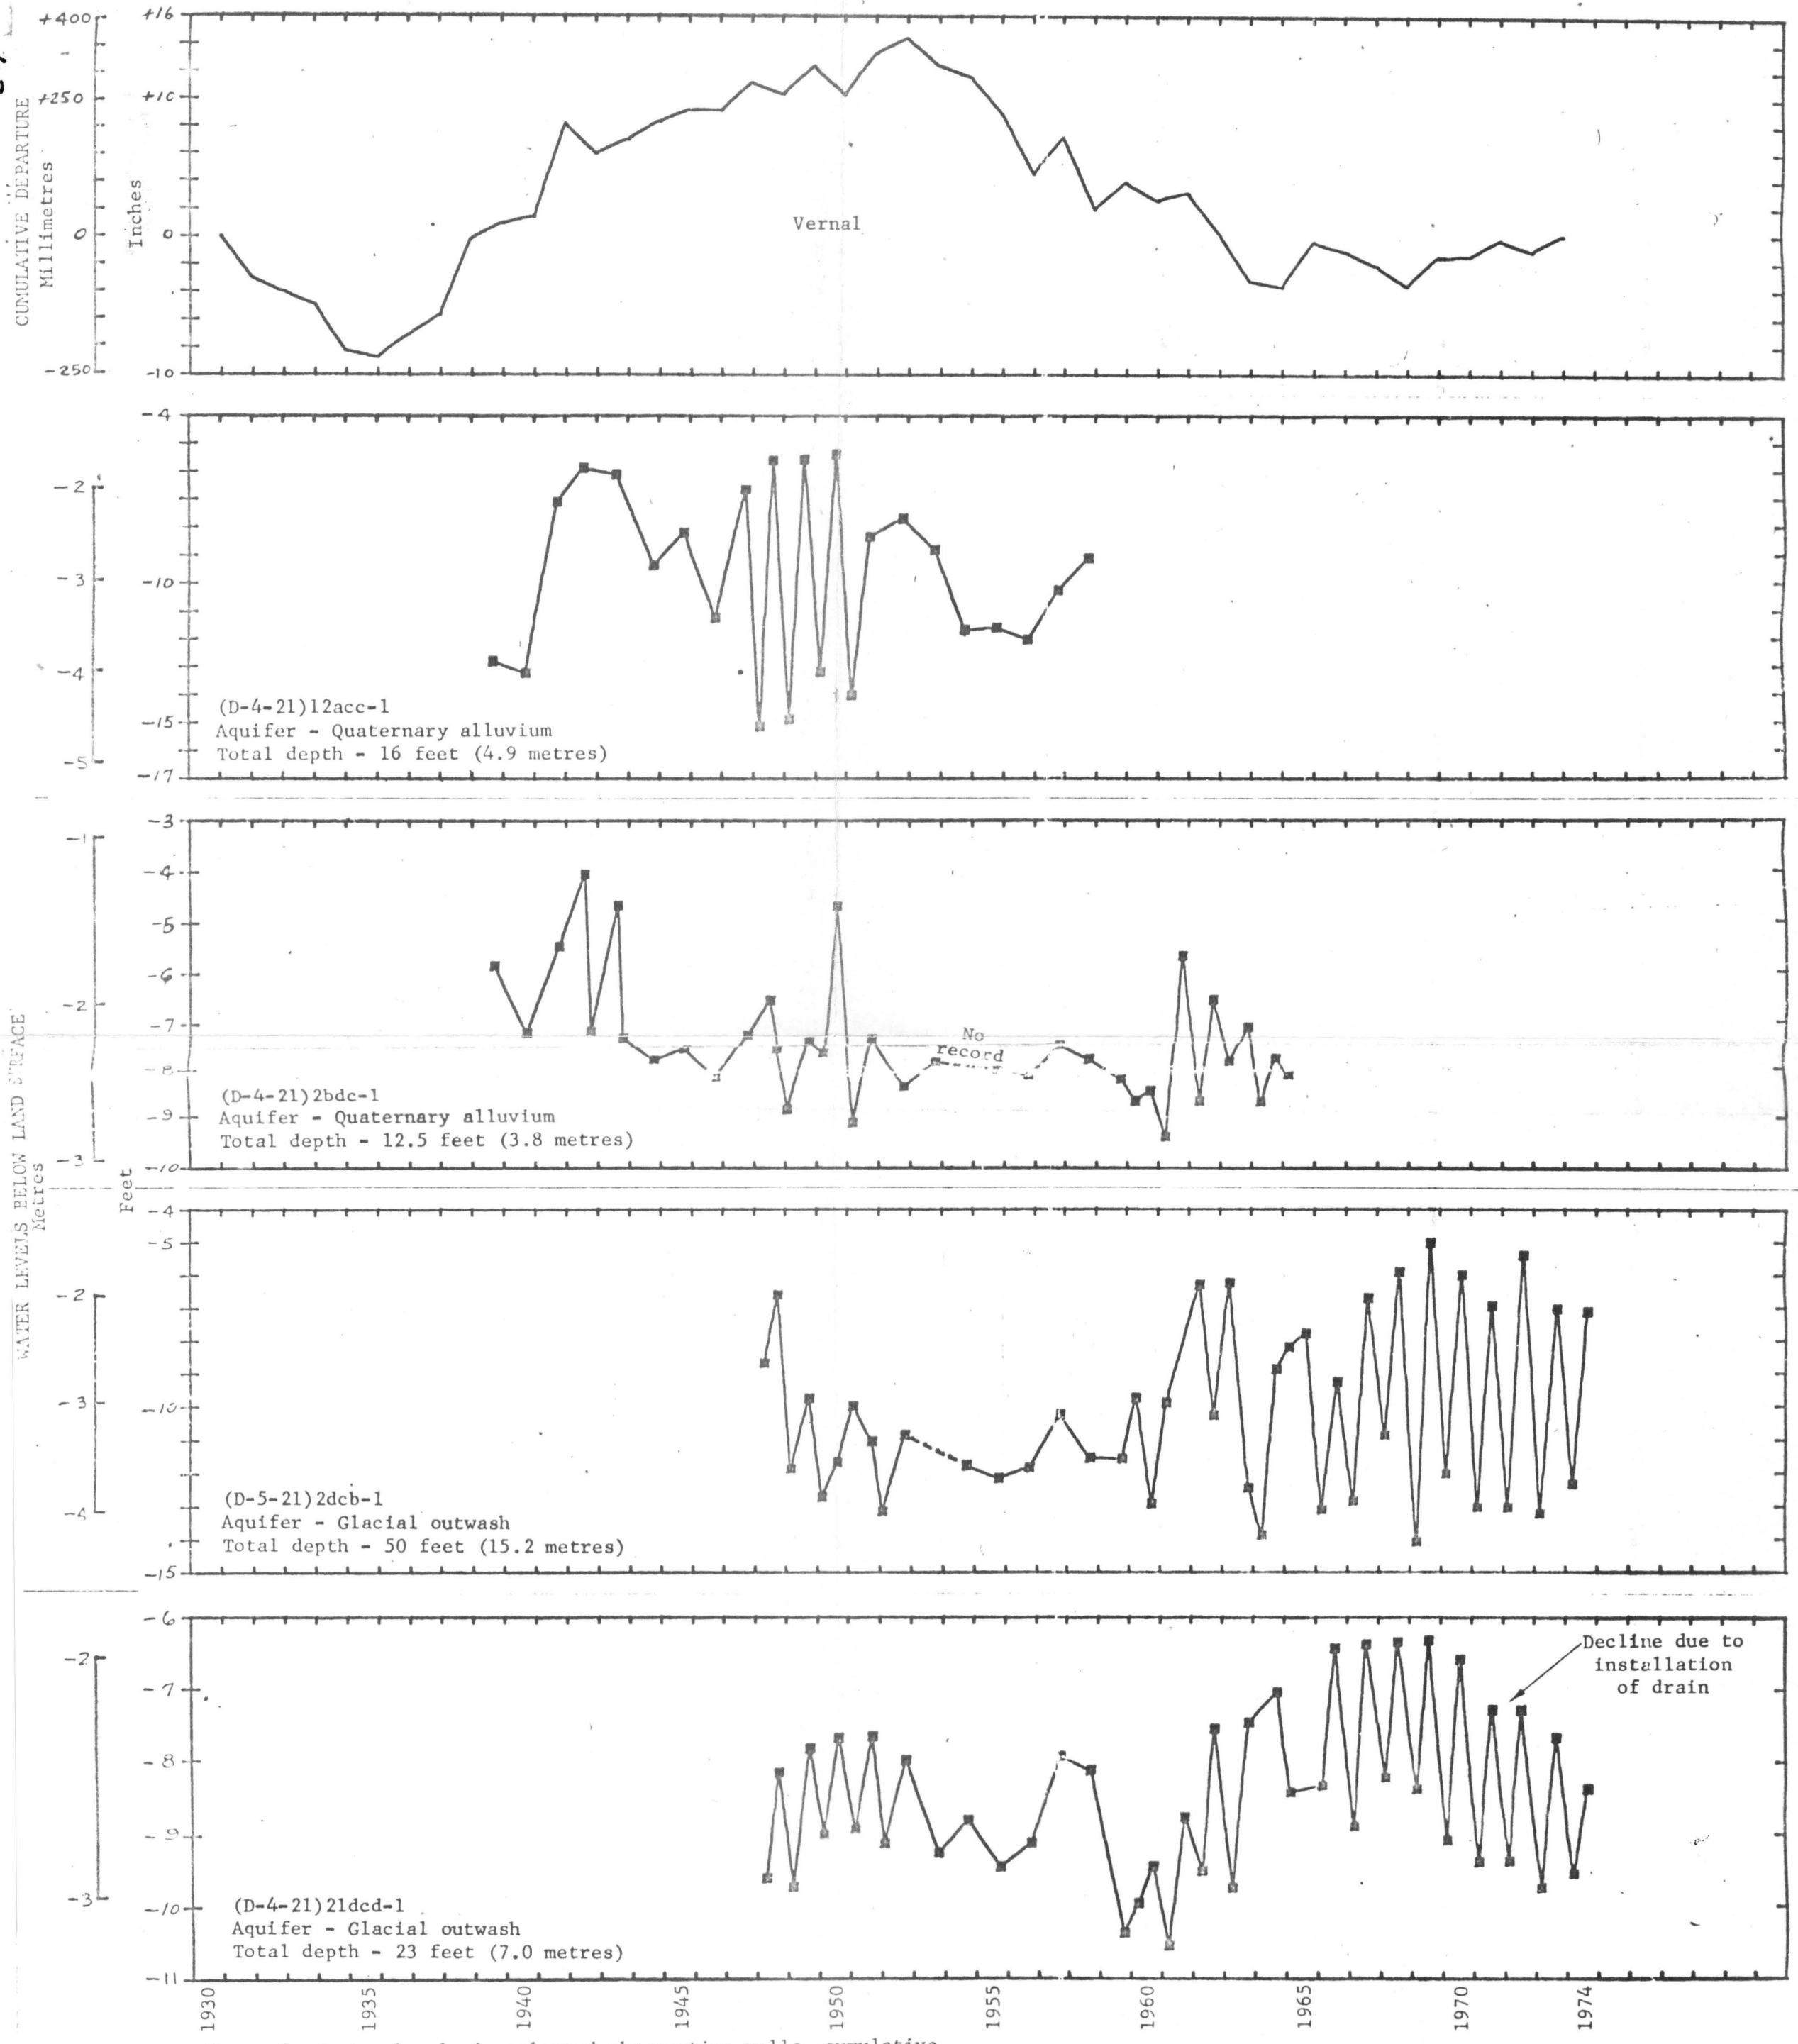 CUMULATIVE DEPARTURE
Millimetres
+400
+250
0
-250
Inches
+16
+10
0
-10
Vernal
WATER LEVELS BELOW LAND SURFACE
Metres
Feet
-2
-3
-4
-5
-4
-10
-15
-17
(D-4-21)12acc-1
Aquifer - Quaternary alluvium
Total depth - 16 feet (4.9 metres)
-1
-2
-3
-3
-4
-5
-6
-7
-8
-9
-10
No
record
(D-4-21)2bdc-1
Aquifer - Quaternary alluvium
Total depth - 12.5 feet (3.8 metres)
-2
-3
-4
-4
-5
-10
-15
(D-5-21)2dcb-1
Aquifer - Glacial outwash
Total depth - 50 feet (15.2 metres)
-2
-3
-6
-7
-8
-9
-10
-11
Decline due to
installation
of drain
(D-4-21)21dcd-1
Aquifer - Glacial outwash
Total depth - 23 feet (7.0 metres)
1930
1935
1940
1945
1950
1955
1960
1965
1970
1974